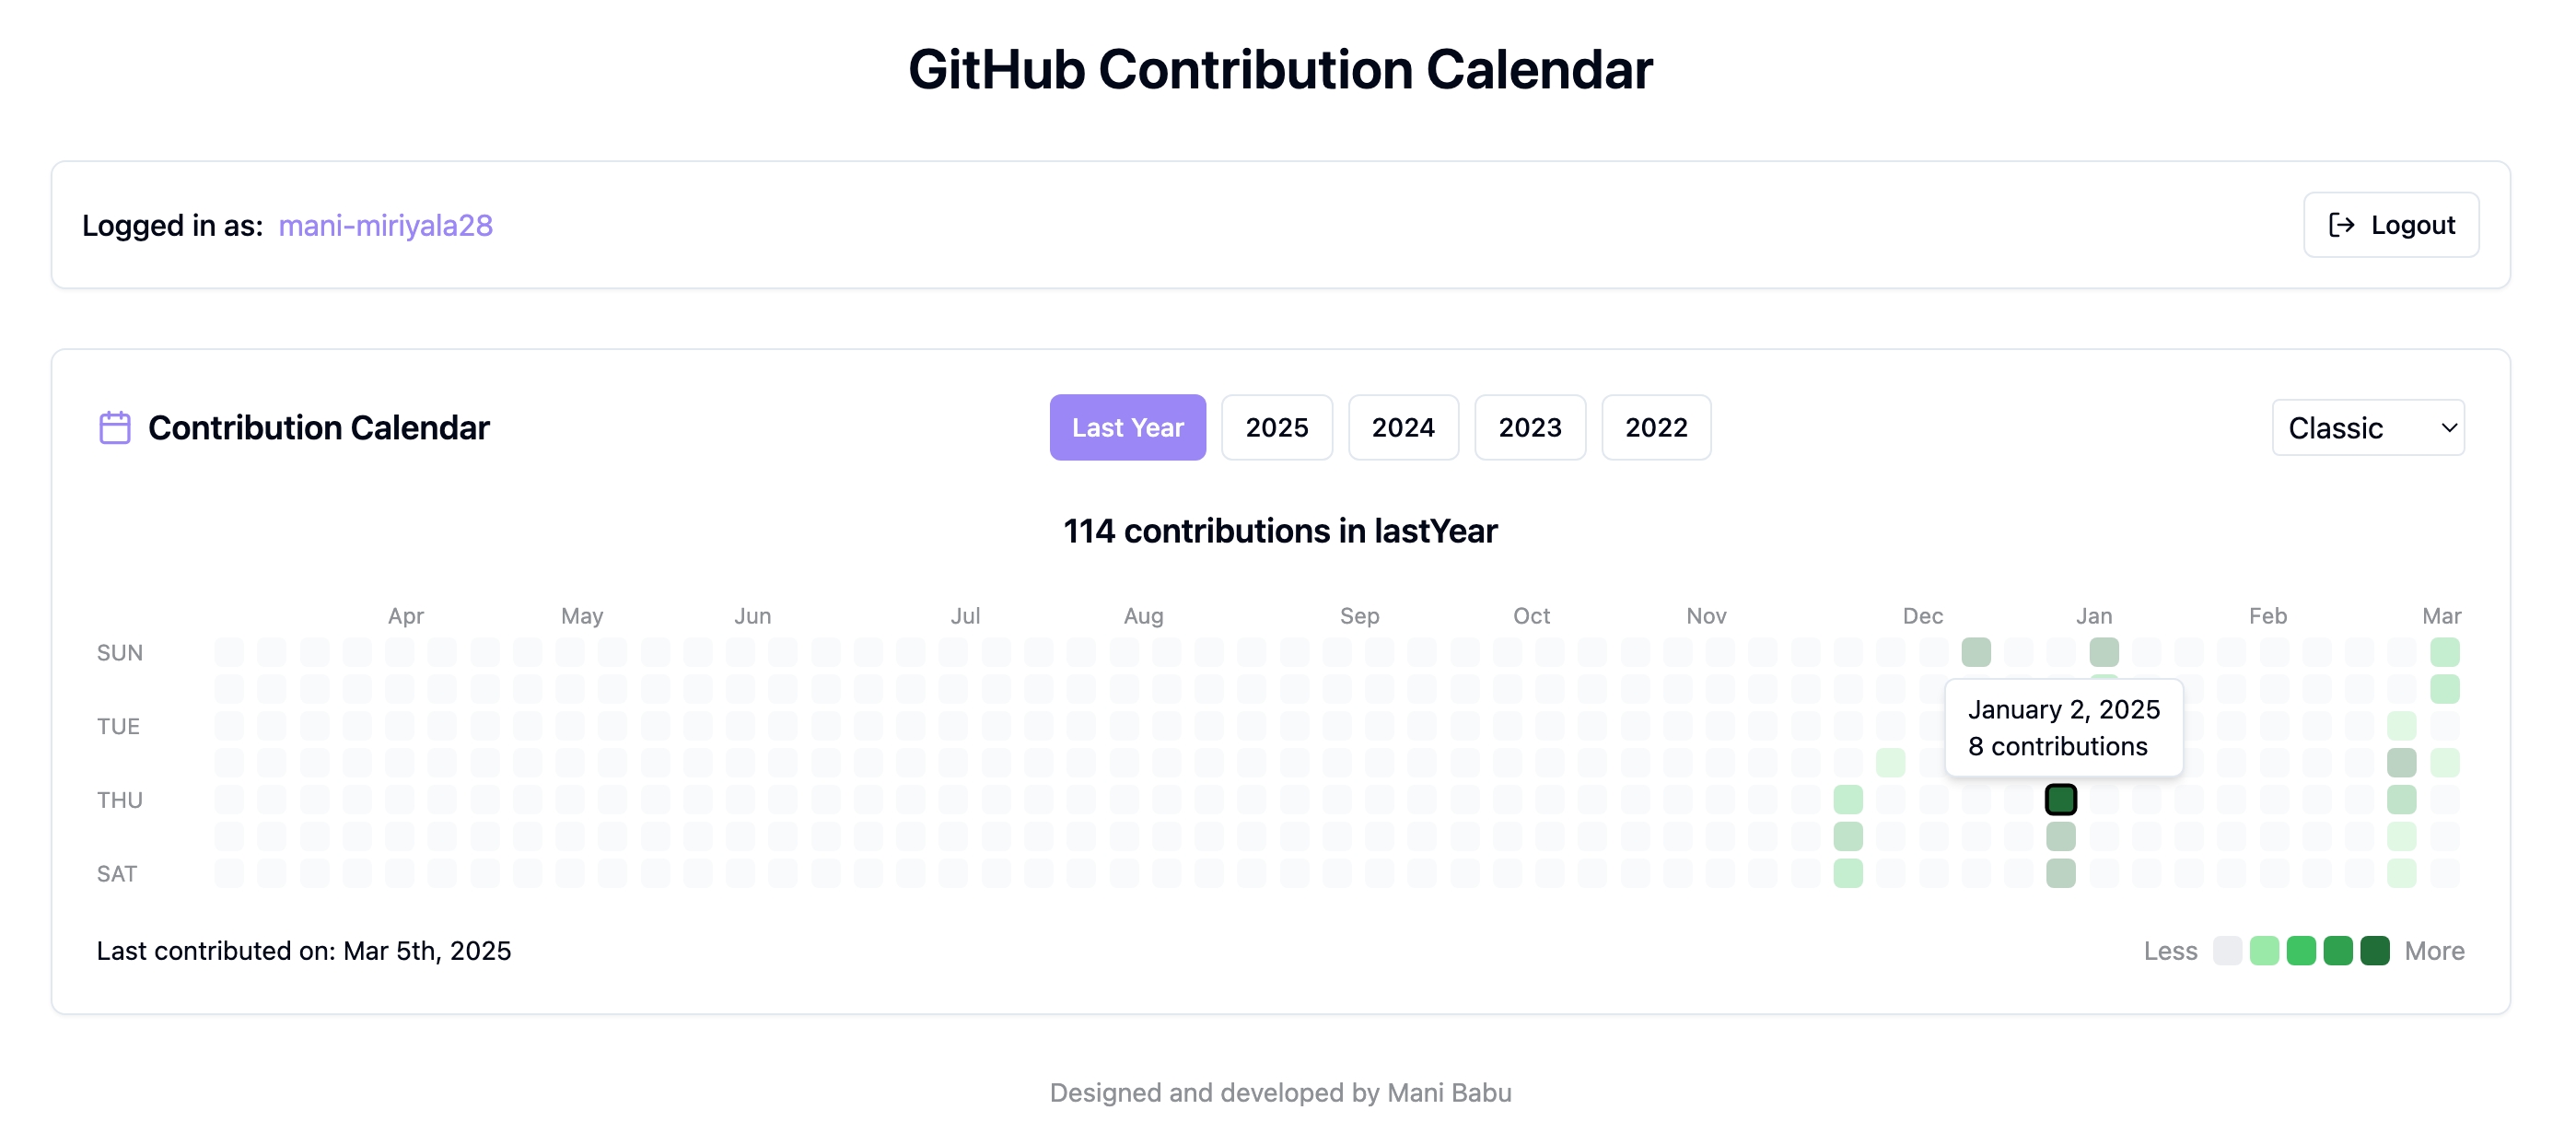 GitHub Contribution Calendar
Logged in as: mani-miriyala28
Logout
Contribution Calendar
Last Year 2025 2024 2023 2022
Classic
114 contributions in lastYear
Apr May Jun Jul Aug Sep Oct Nov Dec Jan Feb Mar
SUN
January 2, 2025
TUE
8 contributions
THU
SAT
Last contributed on: Mar 5th, 2025
Less More
Designed and developed by Mani Babu